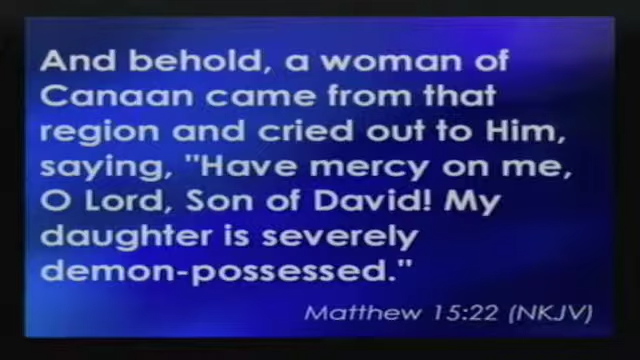 And behold, a woman of
Canaan came from that
region and cried out to Him,
saying, "Have mercy on me,
O Lord, Son of David! My
daughter is severely
demon-possessed."
Matthew 15:22 (NKJV)